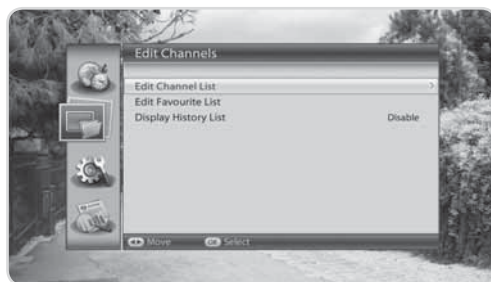 Edit Channels
Edit Channel List
Edit Favourite List
Display History List Disable
Move OK Select